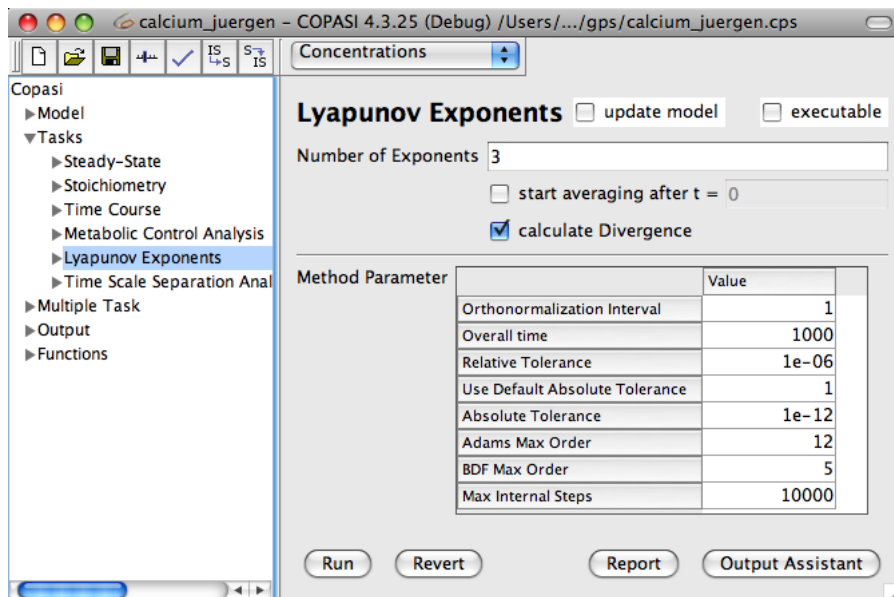 calcium_juergen – COPASI 4.3.25 (Debug) /Users/.../gps/calcium_juergen.cps
IS
S
S
IS
Concentrations
Copasi
Model
Tasks
Steady-State
Stoichiometry
Time Course
Metabolic Control Analysis
Lyapunov Exponents
Time Scale Separation Anal
Multiple Task
Output
Functions
Lyapunov Exponents update model executable
Number of Exponents 3
start averaging after t = 0
calculate Divergence
Method Parameter
Value
Orthonormalization Interval 1
Overall time 1000
Relative Tolerance 1e-06
Use Default Absolute Tolerance 1
Absolute Tolerance 1e-12
Adams Max Order 12
BDF Max Order 5
Max Internal Steps 10000
Run Revert Report Output Assistant